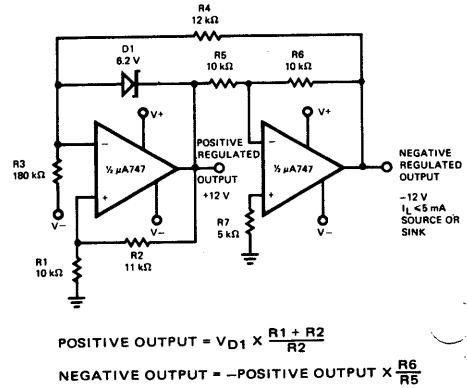 R4
12 kΩ
D1
6.2 V
R5
10 kΩ
R6
10 kΩ
V+
V+
POSITIVE
REGULATED
OUTPUT
+12 V
−
½ μA747
+
−
½ μA747
+
NEGATIVE
REGULATED
OUTPUT
−12 V
IL <5 mA
SOURCE OR
SINK
R3
180 kΩ
V−
V−
V−
R7
5 kΩ
R2
11 kΩ
R1
10 kΩ
POSITIVE OUTPUT = VD1 X R1 + R2 / R2
NEGATIVE OUTPUT = −POSITIVE OUTPUT X R6 / R5